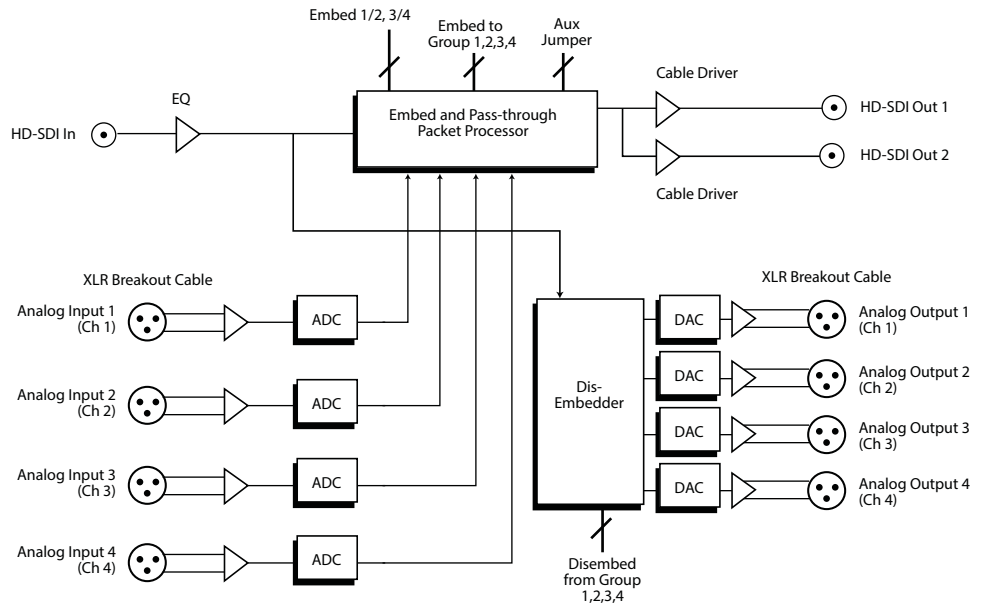 Embed 1/2, 3/4
Embed to
Group 1,2,3,4
Aux
Jumper
Cable Driver
EQ
HD-SDI In
Embed and Pass-through
Packet Processor
HD-SDI Out 1
HD-SDI Out 2
Cable Driver
XLR Breakout Cable
XLR Breakout Cable
Analog Input 1
(Ch 1)
ADC
DAC
Analog Output 1
(Ch 1)
Analog Input 2
(Ch 2)
ADC
Dis-
Embedder
DAC
Analog Output 2
(Ch 2)
DAC
Analog Output 3
(Ch 3)
Analog Input 3
(Ch 3)
ADC
DAC
Analog Output 4
(Ch 4)
Analog Input 4
(Ch 4)
ADC
Disembed
from Group
1,2,3,4